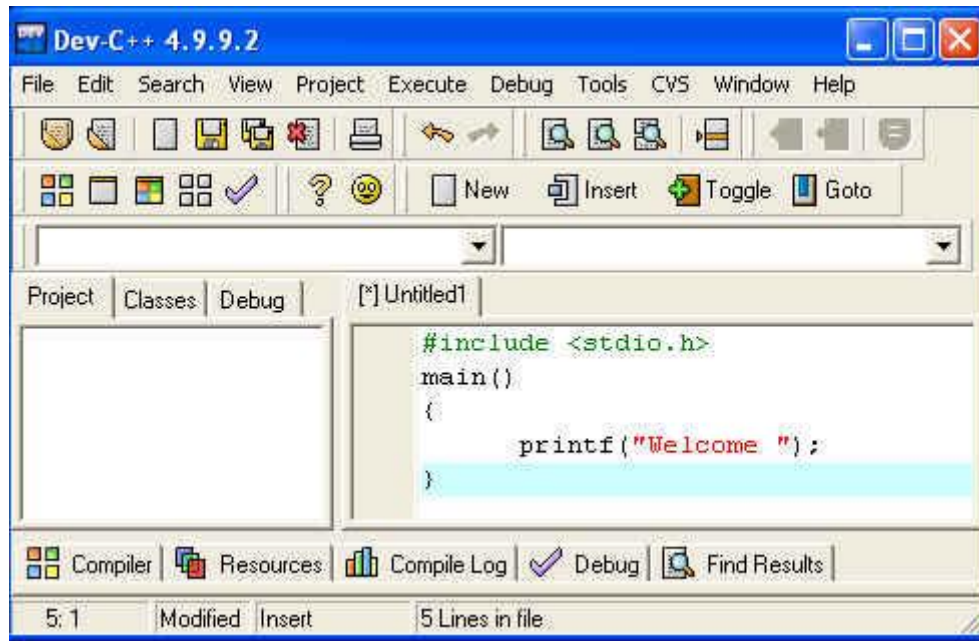 Dev-C++ 4.9.9.2
File Edit Search View Project Execute Debug Tools CVS Window Help
New Insert Toggle Goto
Project Classes Debug [*] Untitled1
#include <stdio.h>
main()
{
printf("Welcome ");
}
Compiler Resources Compile Log Debug Find Results
5: 1 Modified Insert 5 Lines in file